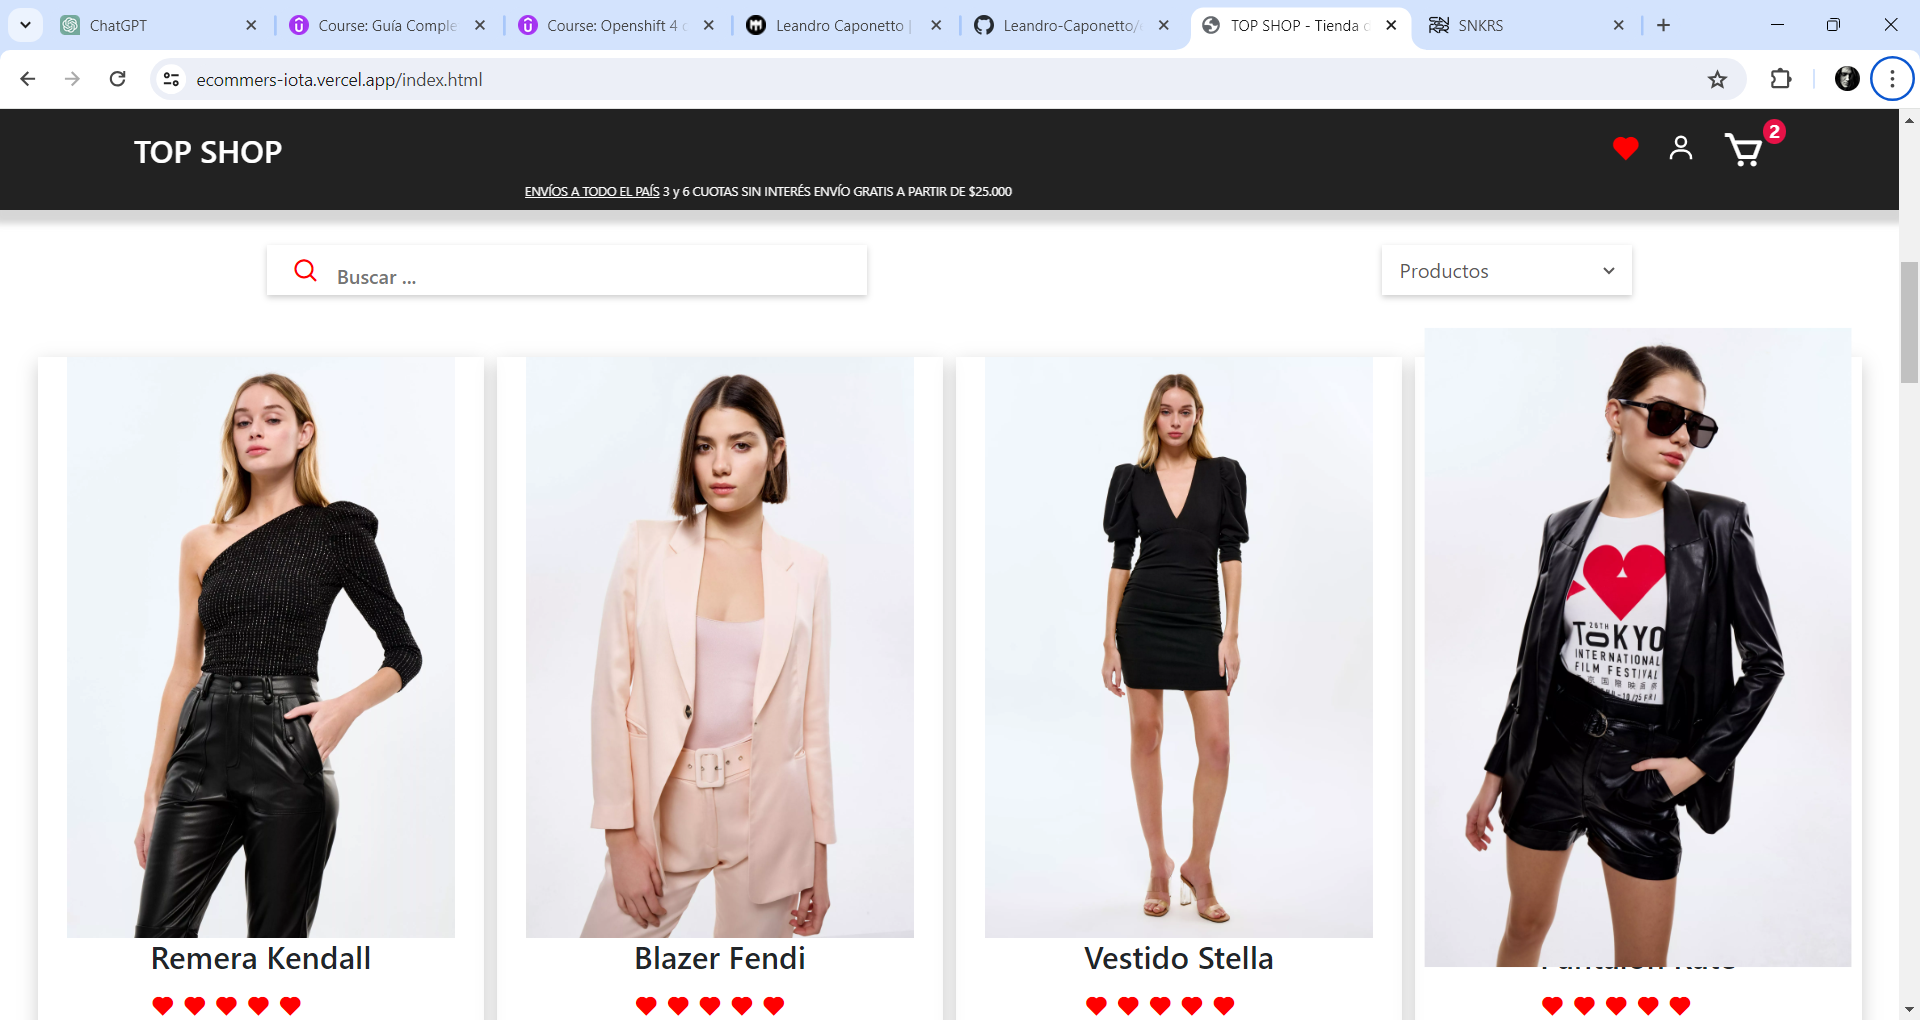 ChatGPT
Course: Guía Comple
Course: Openshift 4
Leandro Caponetto |
Leandro-Caponetto/
TOP SHOP - Tienda d
SNKRS
ecommers-iota.vercel.app/index.html
TOP SHOP
2
ENVÍOS A TODO EL PAÍS 3 y 6 CUOTAS SIN INTERÉS ENVÍO GRATIS A PARTIR DE $25.000
Buscar ...
Productos
26TH
TOKYO
INTERNATIONAL
FILM FESTIVAL
Remera Kendall
Blazer Fendi
Vestido Stella